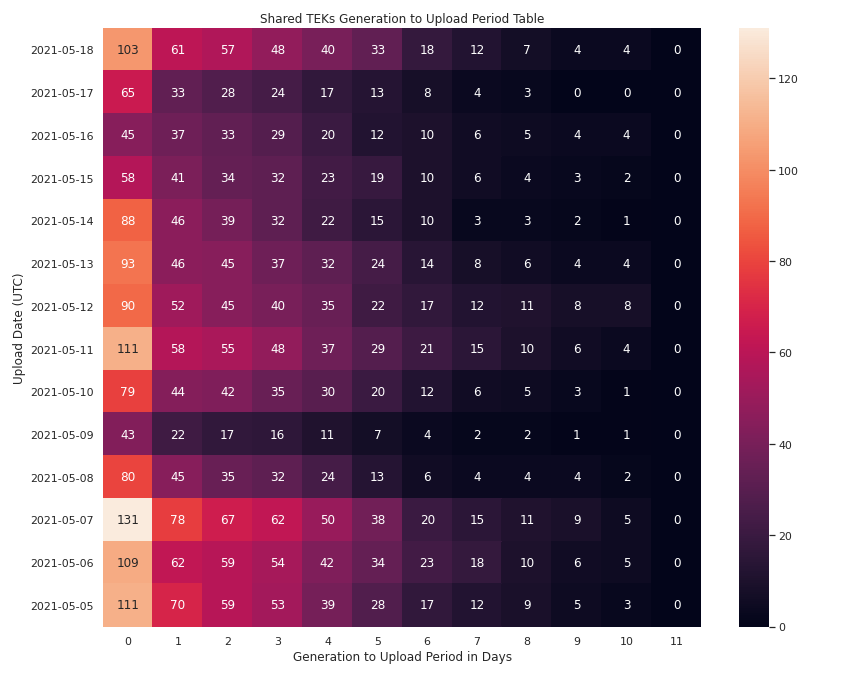 Shared TEKs Generation to Upload Period Table
Upload Date (UTC)
2021-05-18 103 61 57 48 40 33 18 12 7 4 4 0
2021-05-17 65 33 28 24 17 13 8 4 3 0 0 0
2021-05-16 45 37 33 29 20 12 10 6 5 4 4 0
2021-05-15 58 41 34 32 23 19 10 6 4 3 2 0
2021-05-14 88 46 39 32 22 15 10 3 3 2 1 0
2021-05-13 93 46 45 37 32 24 14 8 6 4 4 0
2021-05-12 90 52 45 40 35 22 17 12 11 8 8 0
2021-05-11 111 58 55 48 37 29 21 15 10 6 4 0
2021-05-10 79 44 42 35 30 20 12 6 5 3 1 0
2021-05-09 43 22 17 16 11 7 4 2 2 1 1 0
2021-05-08 80 45 35 32 24 13 6 4 4 4 2 0
2021-05-07 131 78 67 62 50 38 20 15 11 9 5 0
2021-05-06 109 62 59 54 42 34 23 18 10 6 5 0
2021-05-05 111 70 59 53 39 28 17 12 9 5 3 0
0 1 2 3 4 5 6 7 8 9 10 11
Generation to Upload Period in Days
120
100
80
60
40
20
0